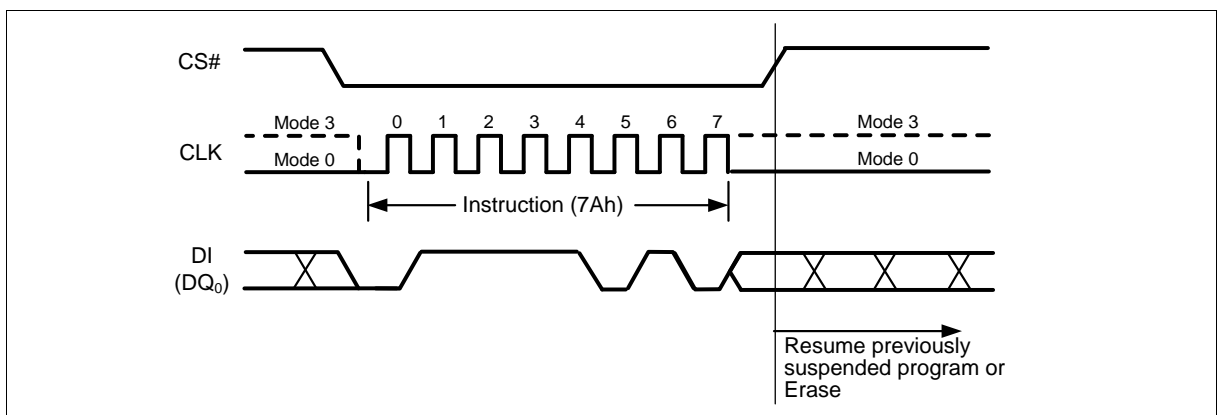 CS#
Mode 3 0 1 2 3 4 5 6 7 Mode 3
CLK
Mode 0 Mode 0
Instruction (7Ah)
DI
(DQ0)
Resume previously
suspended program or
Erase